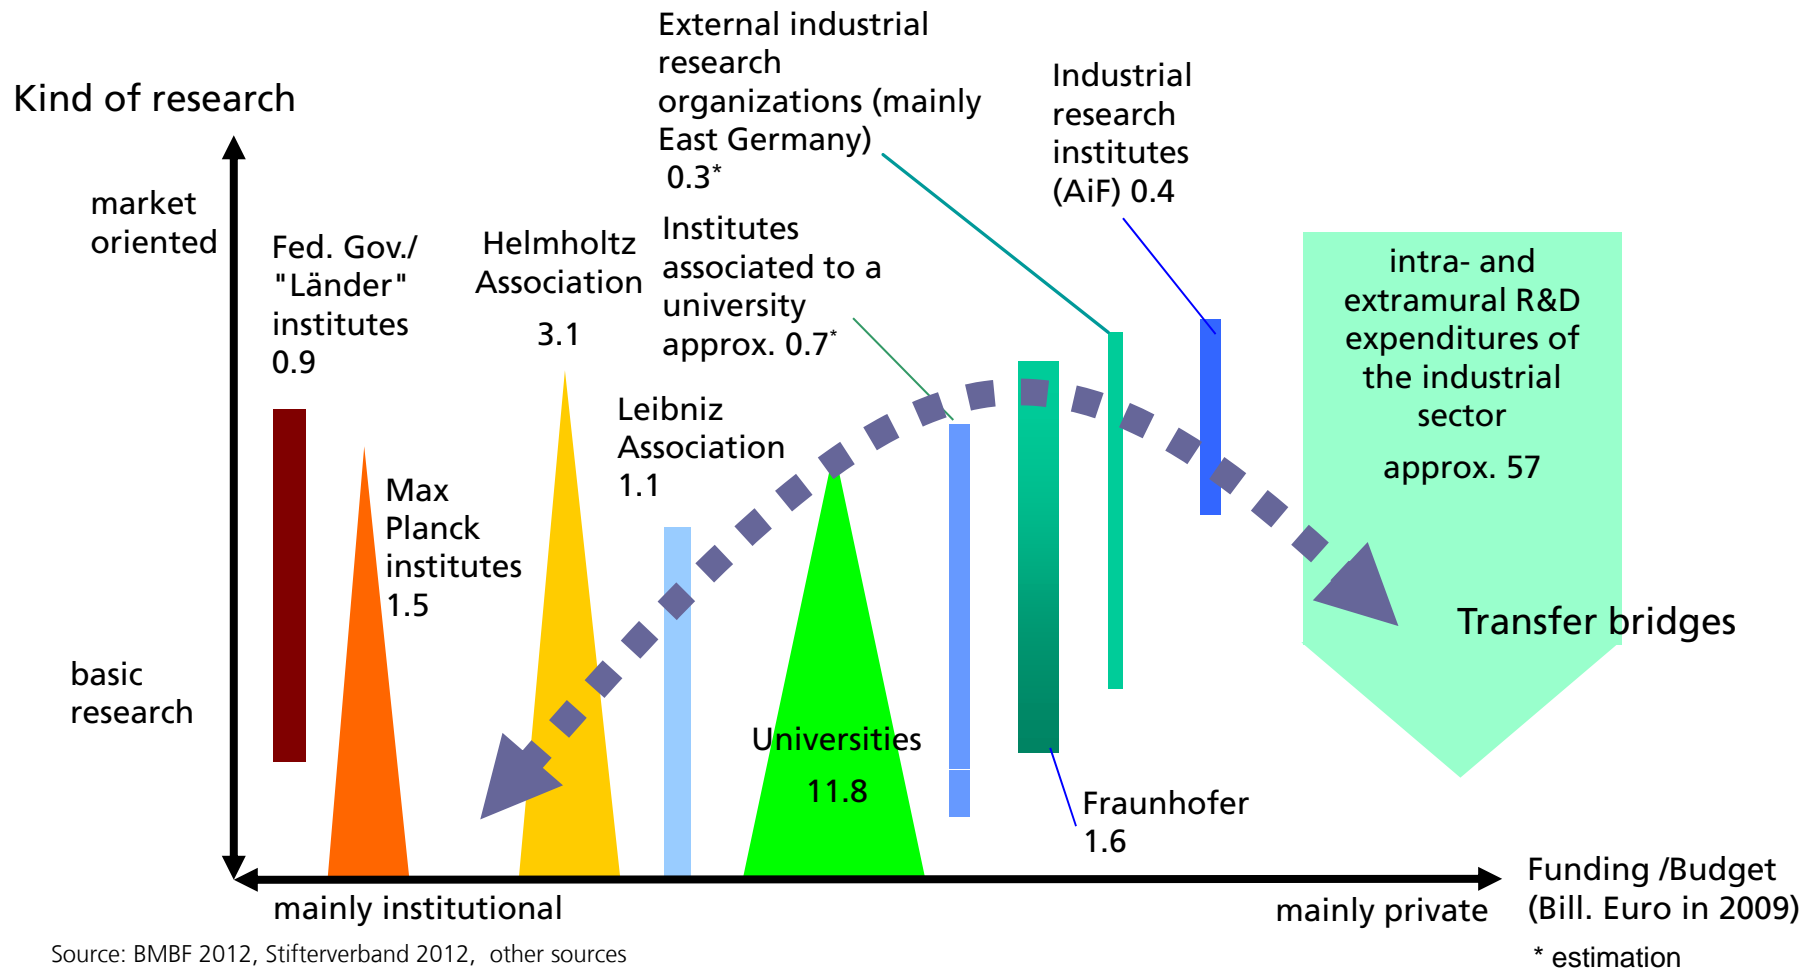 Kind of research
market
oriented
basic
research
Fed. Gov./
"Länder"
institutes
0.9
Max
Planck
institutes
1.5
Helmholtz
Association
3.1
Leibniz
Association
1.1
External industrial
research
organizations (mainly
East Germany)
0.3*
Institutes
associated to a
university
approx. 0.7*
Industrial
research
institutes
(AiF) 0.4
intra- and
extramural R&D
expenditures of
the industrial
sector
approx. 57
Transfer bridges
Universities
11.8
Fraunhofer
1.6
mainly institutional
mainly private
Funding /Budget
(Bill. Euro in 2009)
* estimation
Source: BMBF 2012, Stifterverband 2012, other sources